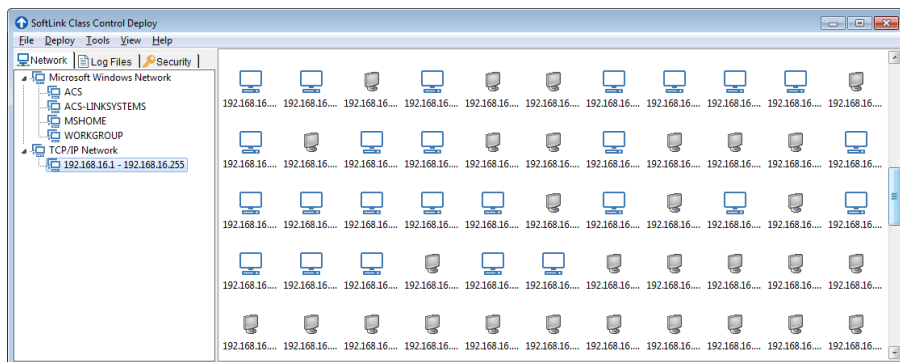 SoftLink Class Control Deploy
File Deploy Tools View Help
Network Log Files Security
Microsoft Windows Network
ACS
ACS-LINKSYSTEMS
MSHOME
WORKGROUP
TCP/IP Network
192.168.16.1 - 192.168.16.255
192.168.16.... 192.168.16.... 192.168.16.... 192.168.16.... 192.168.16.... 192.168.16.... 192.168.16.... 192.168.16.... 192.168.16.... 192.168.16.... 192.168.16....
192.168.16.... 192.168.16.... 192.168.16.... 192.168.16.... 192.168.16.... 192.168.16.... 192.168.16.... 192.168.16.... 192.168.16.... 192.168.16.... 192.168.16....
192.168.16.... 192.168.16.... 192.168.16.... 192.168.16.... 192.168.16.... 192.168.16.... 192.168.16.... 192.168.16.... 192.168.16.... 192.168.16.... 192.168.16....
192.168.16.... 192.168.16.... 192.168.16.... 192.168.16.... 192.168.16.... 192.168.16.... 192.168.16.... 192.168.16.... 192.168.16.... 192.168.16.... 192.168.16....
192.168.16.... 192.168.16.... 192.168.16.... 192.168.16.... 192.168.16.... 192.168.16.... 192.168.16.... 192.168.16.... 192.168.16.... 192.168.16.... 192.168.16....